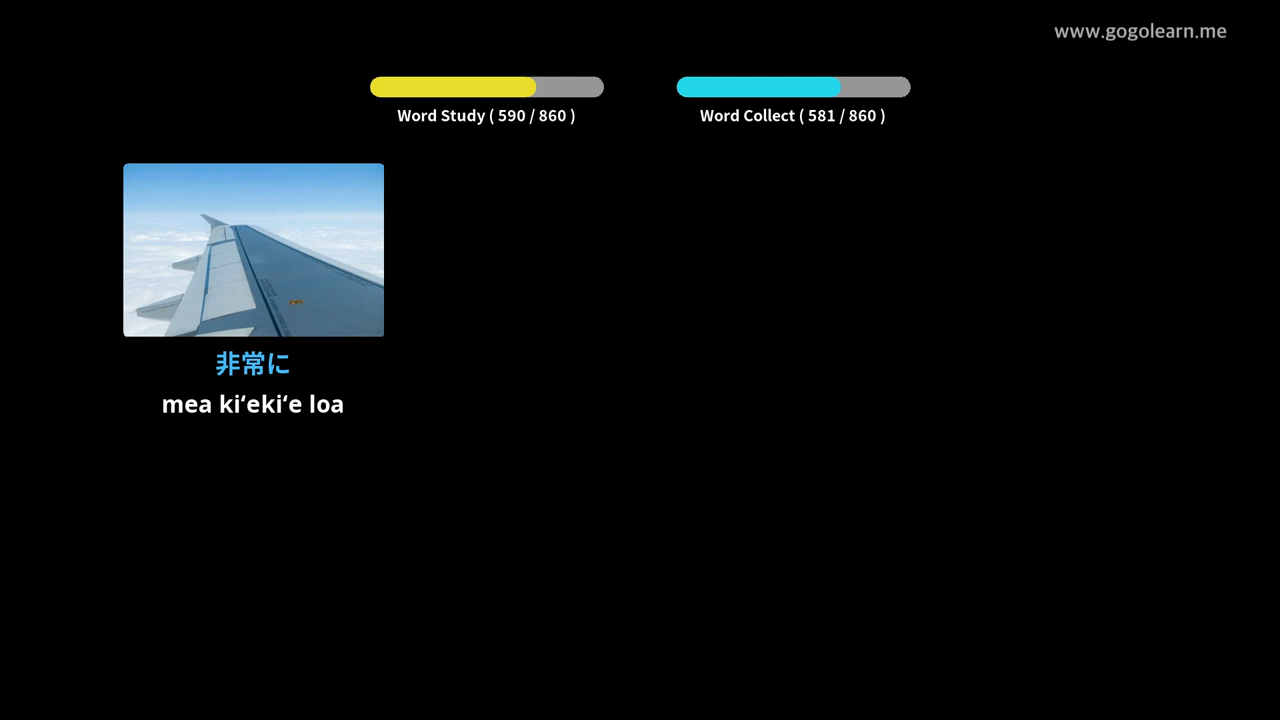 www.gogolearn.me
Word Study ( 590 / 860 )
Word Collect ( 581 / 860 )
非常に
mea kiʻekiʻe loa